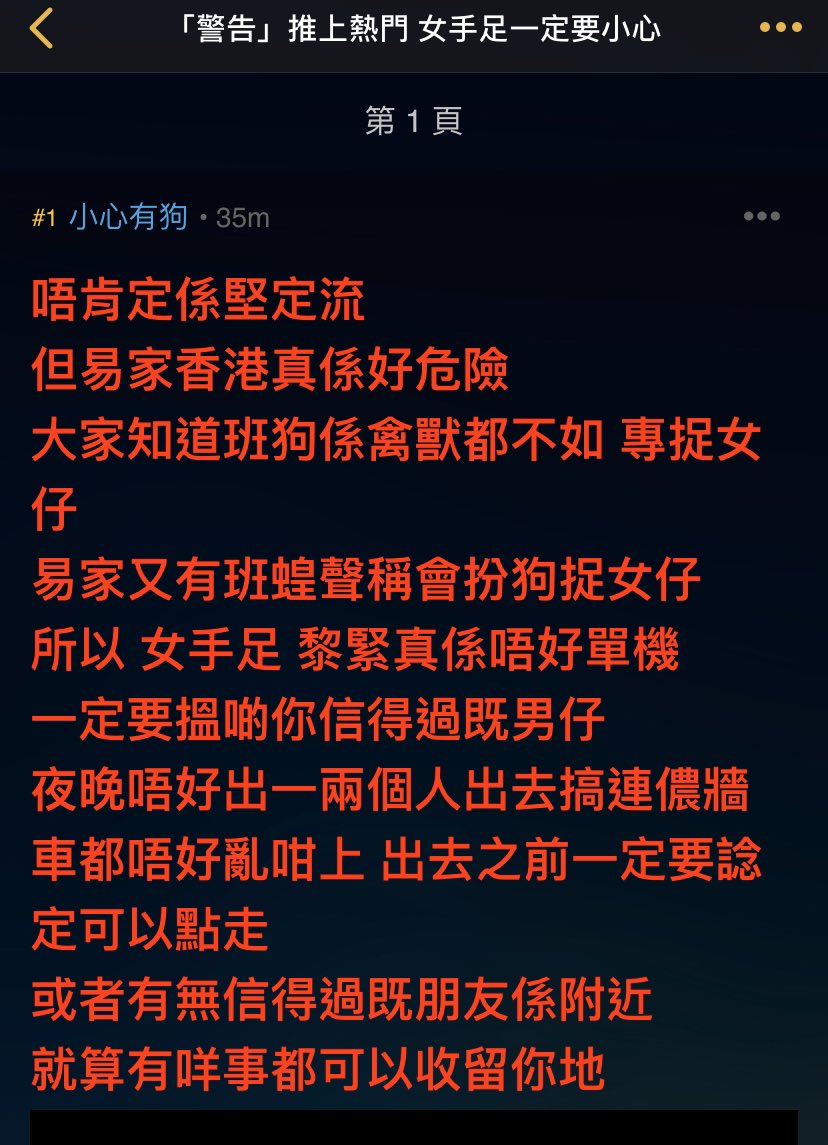 「警告」推上熱門 女手足一定要小心
第 1 頁
#1 小心有狗 • 35m
唔肯定係堅定流
但易家香港真係好危險
大家知道班狗係禽獸都不如 專捉女
仔
易家又有班蝗聲稱會扮狗捉女仔
所以 女手足 黎緊真係唔好單機
一定要搵啲你信得過既男仔
夜晚唔好出一兩個人出去搞連儂牆
車都唔好亂咁上 出去之前一定要諗
定可以點走
或者有無信得過既朋友係附近
就算有咩事都可以收留你地